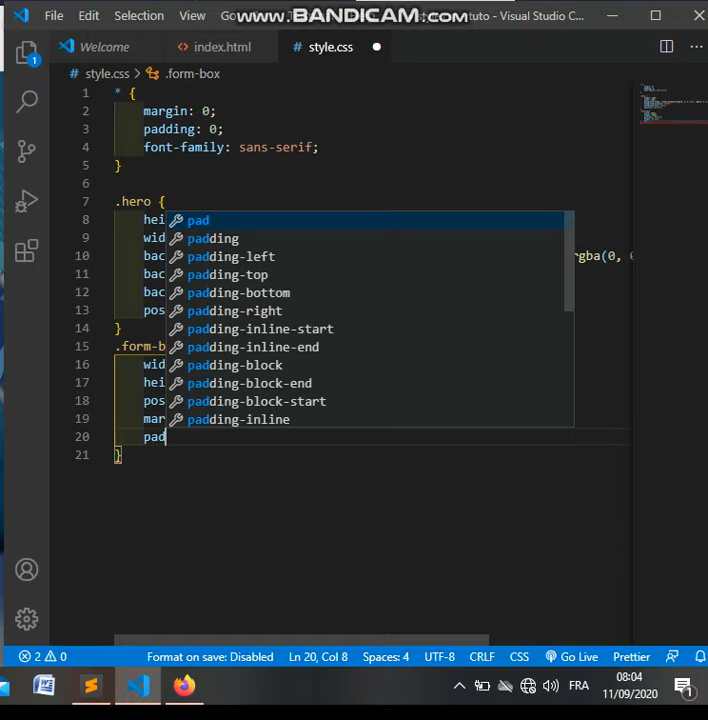 File Edit Selection View Go tuto - Visual Studio C...
www.BANDICAM.com
Welcome index.html style.css
style.css > .form-box
1 * {
2 margin: 0;
3 padding: 0;
4 font-family: sans-serif;
5 }
6
7 .hero {
8 hei
9 wid
10 bac rgba(0, 0
11 bac
12 bac
13 pos
14 }
15 .form-b
16 wid
17 hei
18 pos
19 mar
20 pad
21 }
pad
padding
padding-left
padding-top
padding-bottom
padding-right
padding-inline-start
padding-inline-end
padding-block
padding-block-end
padding-block-start
padding-inline
2 0 Format on save: Disabled Ln 20, Col 8 Spaces: 4 UTF-8 CRLF CSS Go Live Prettier
FRA 08:04
11/09/2020
1
1